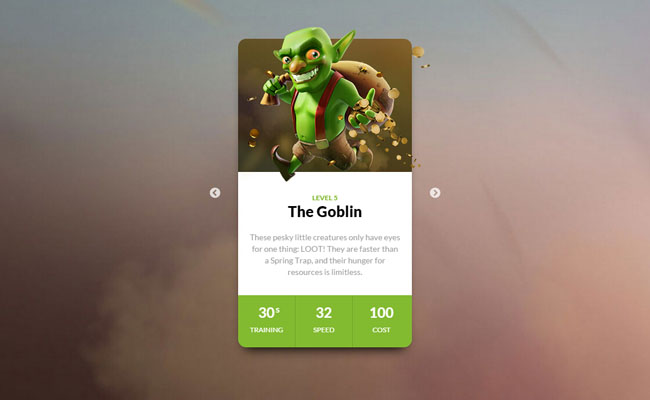 LEVEL 5
The Goblin
These pesky little creatures only have eyes
for one thing: LOOT! They are faster than
a Spring Trap, and their hunger for
resources is limitless.
30S 32 100
TRAINING SPEED COST